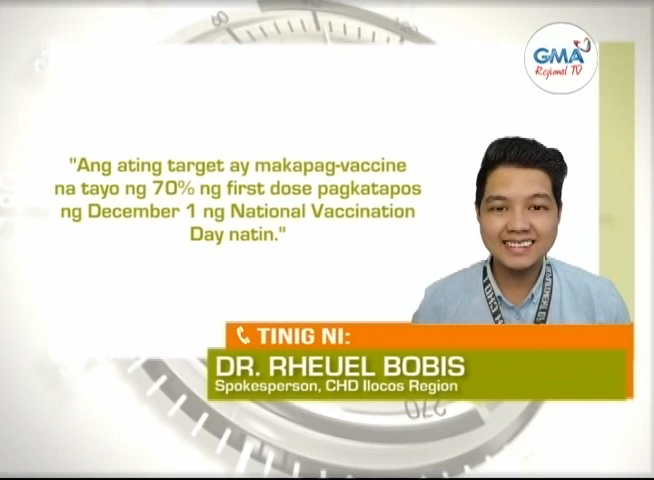 GMA
Regional TV
"Ang ating target ay makapag-vaccine
na tayo ng 70% ng first dose pagkatapos
ng December 1 ng National Vaccination
Day natin."
TINIG NI:
DR. RHEUEL BOBIS
Spokesperson, CHD Ilocos Region
270